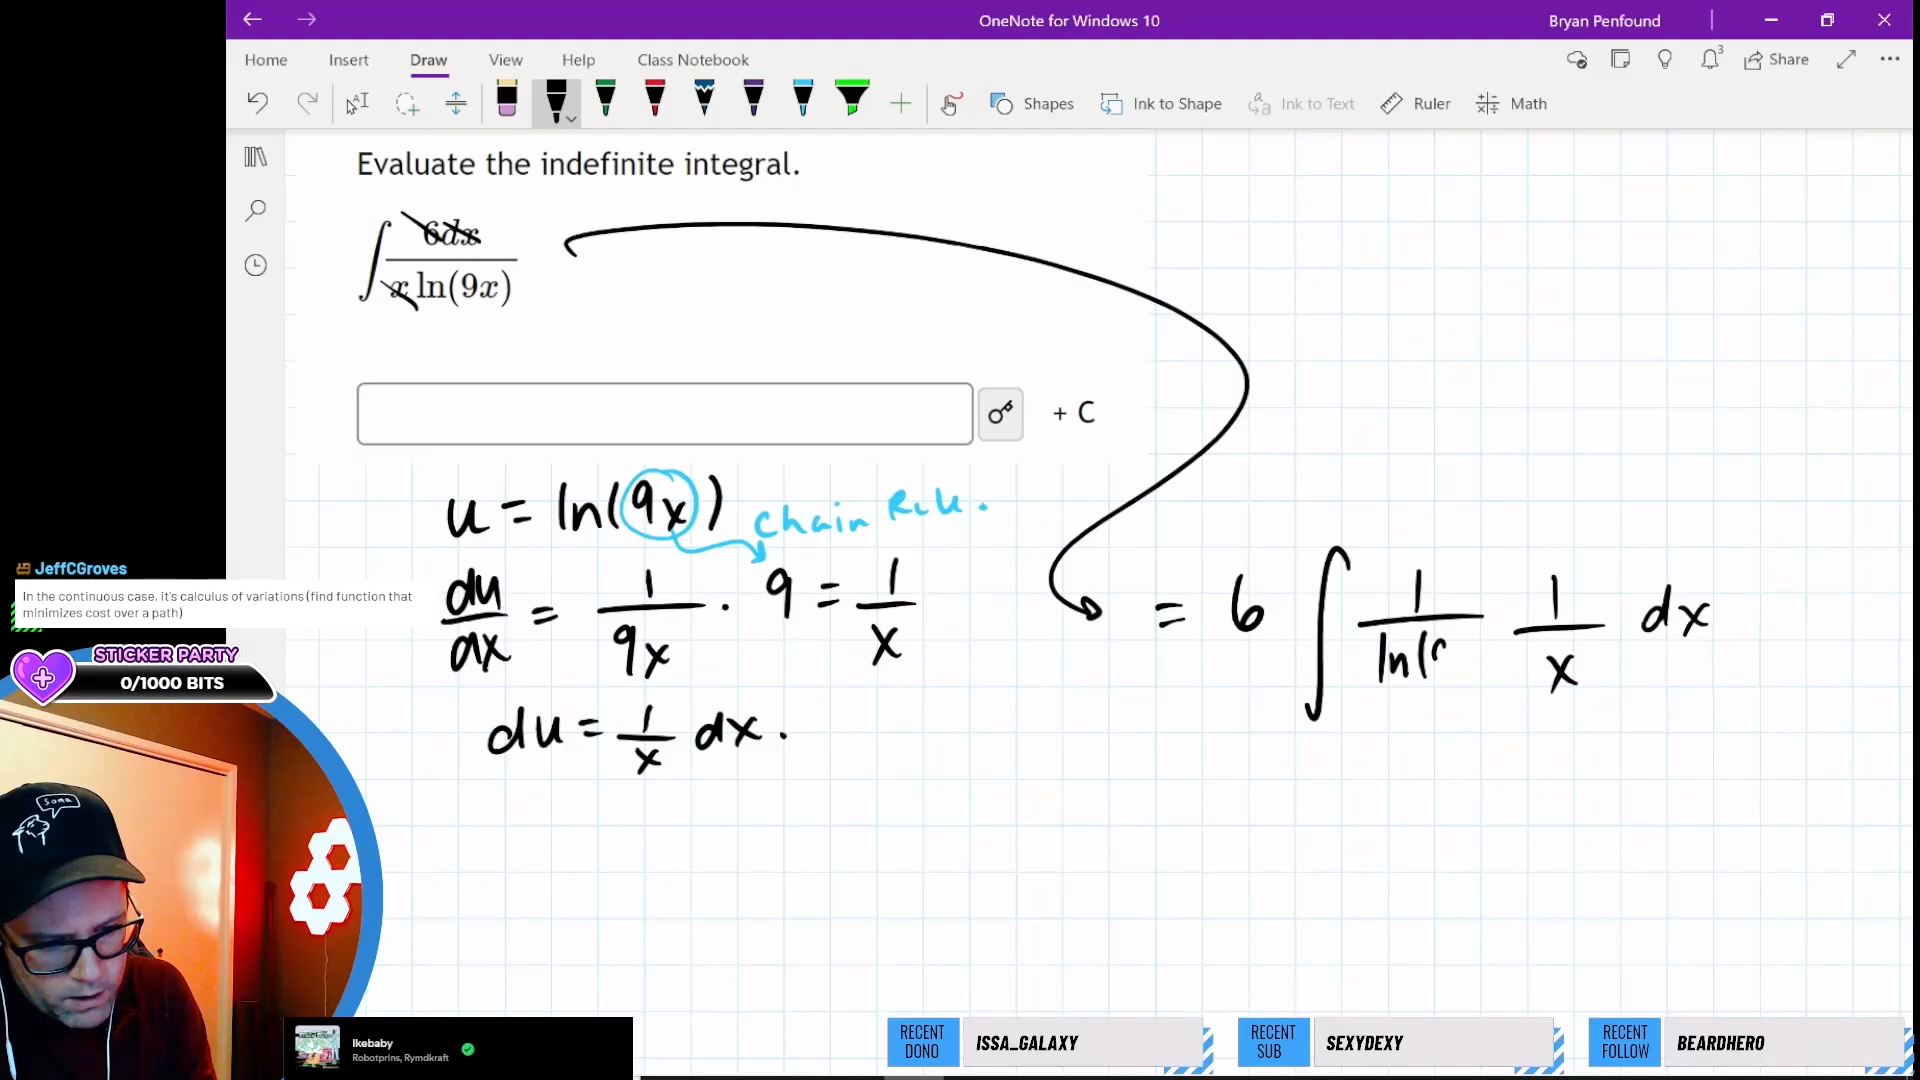 OneNote for Windows 10
Bryan Penfound
Home Insert Draw View Help Class Notebook
3 Share
Shapes Ink to Shape Ink to Text Ruler Math
Evaluate the indefinite integral.
∫ 6dx / x ln(9x)
+ C
u = ln(9x)
Chain Rule.
du/dx = 1/9x · 9 = 1/x
du = 1/x dx.
= 6 ∫ 1/ln( 1/x dx
JeffCGroves
In the continuous case, it's calculus of variations (find function that
minimizes cost over a path)
STICKER PARTY
0/1000 BITS
Soma
Ikebaby
Robotprins, Rymdkraft
RECENT
DONO
ISSA_GALAXY
RECENT
SUB
SEXYDEXY
RECENT
FOLLOW
BEARDHERO